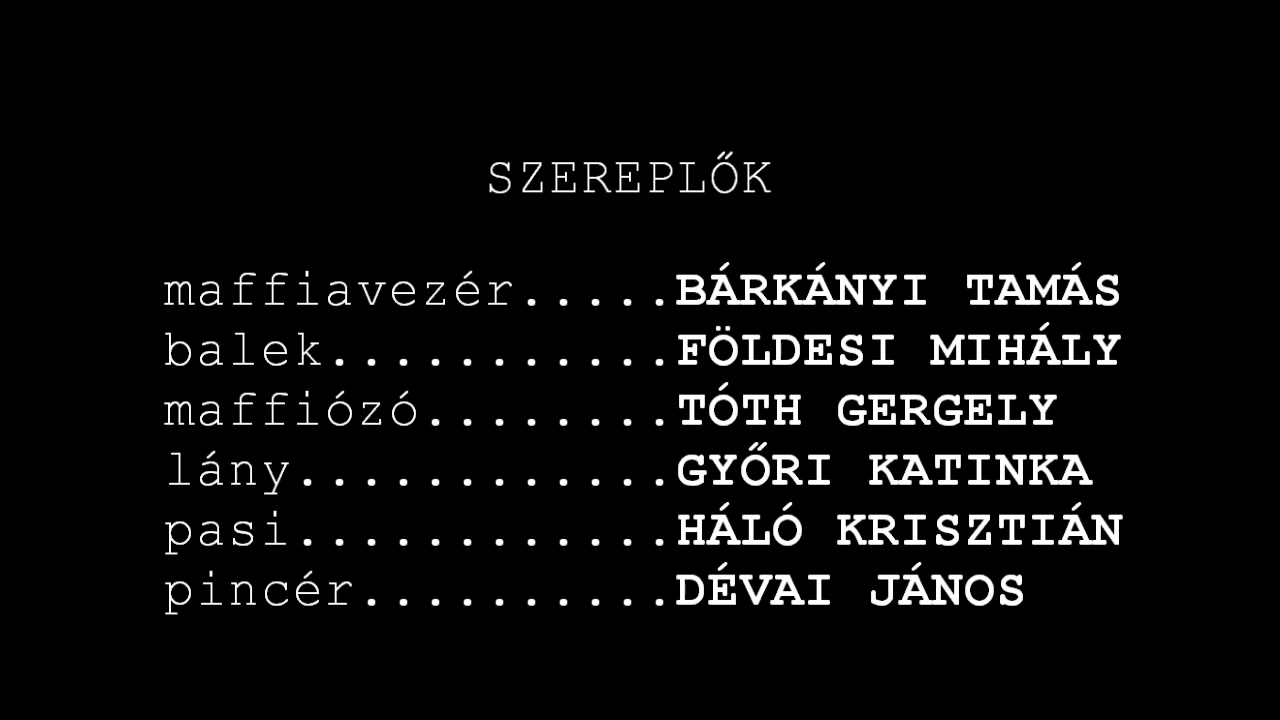 SZEREPLŐK
maffiavezér.....BÁRKÁNYI TAMÁS
balek...........FÖLDESI MIHÁLY
maffiózó........TÓTH GERGELY
lány............GYŐRI KATINKA
pasi............HÁLÓ KRISZTIÁN
pincér..........DÉVAI JÁNOS